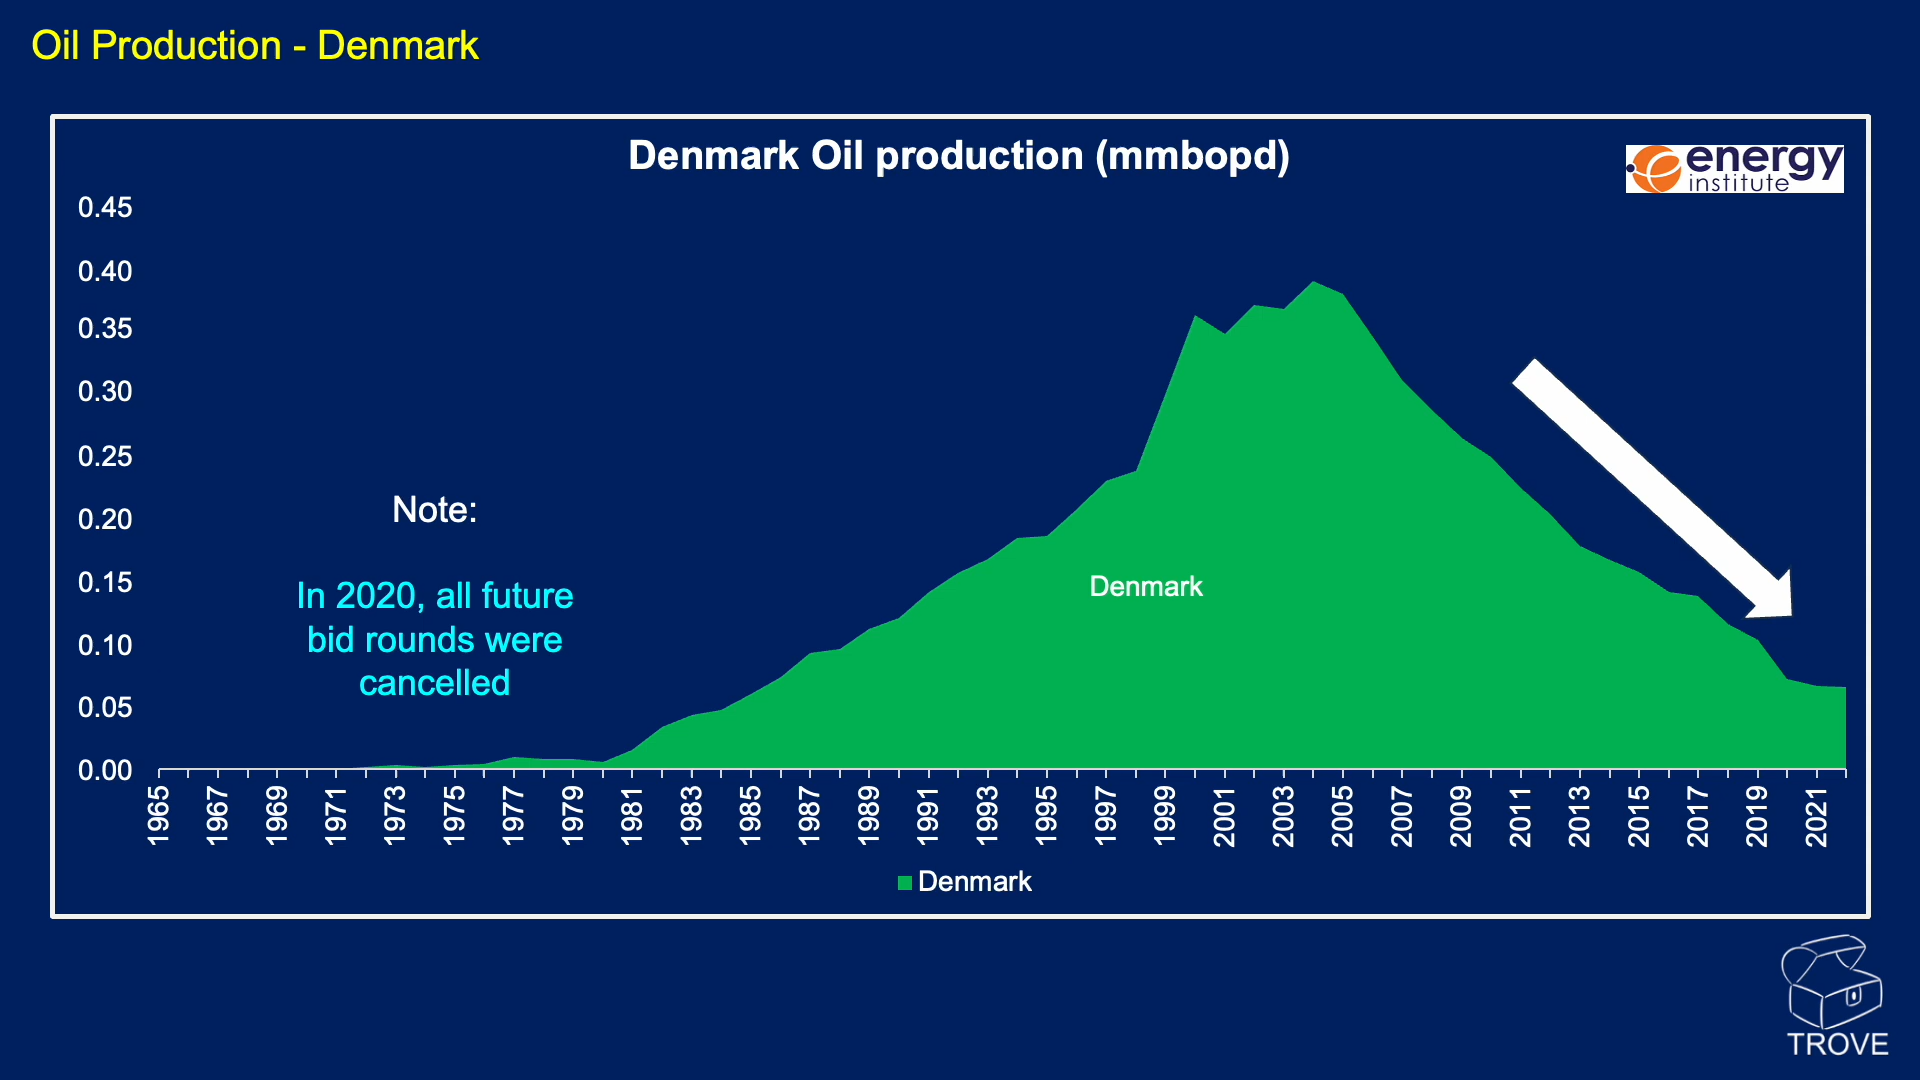 Oil Production - Denmark
Denmark Oil production (mmbopd)
energy
institute
0.45
0.40
0.35
0.30
0.25
0.20
0.15
0.10
0.05
0.00
Note:
In 2020, all future
bid rounds were
cancelled
Denmark
1965 1967 1969 1971 1973 1975 1977 1979 1981 1983 1985 1987 1989 1991 1993 1995 1997 1999 2001 2003 2005 2007 2009 2011 2013 2015 2017 2019 2021
Denmark
TROVE